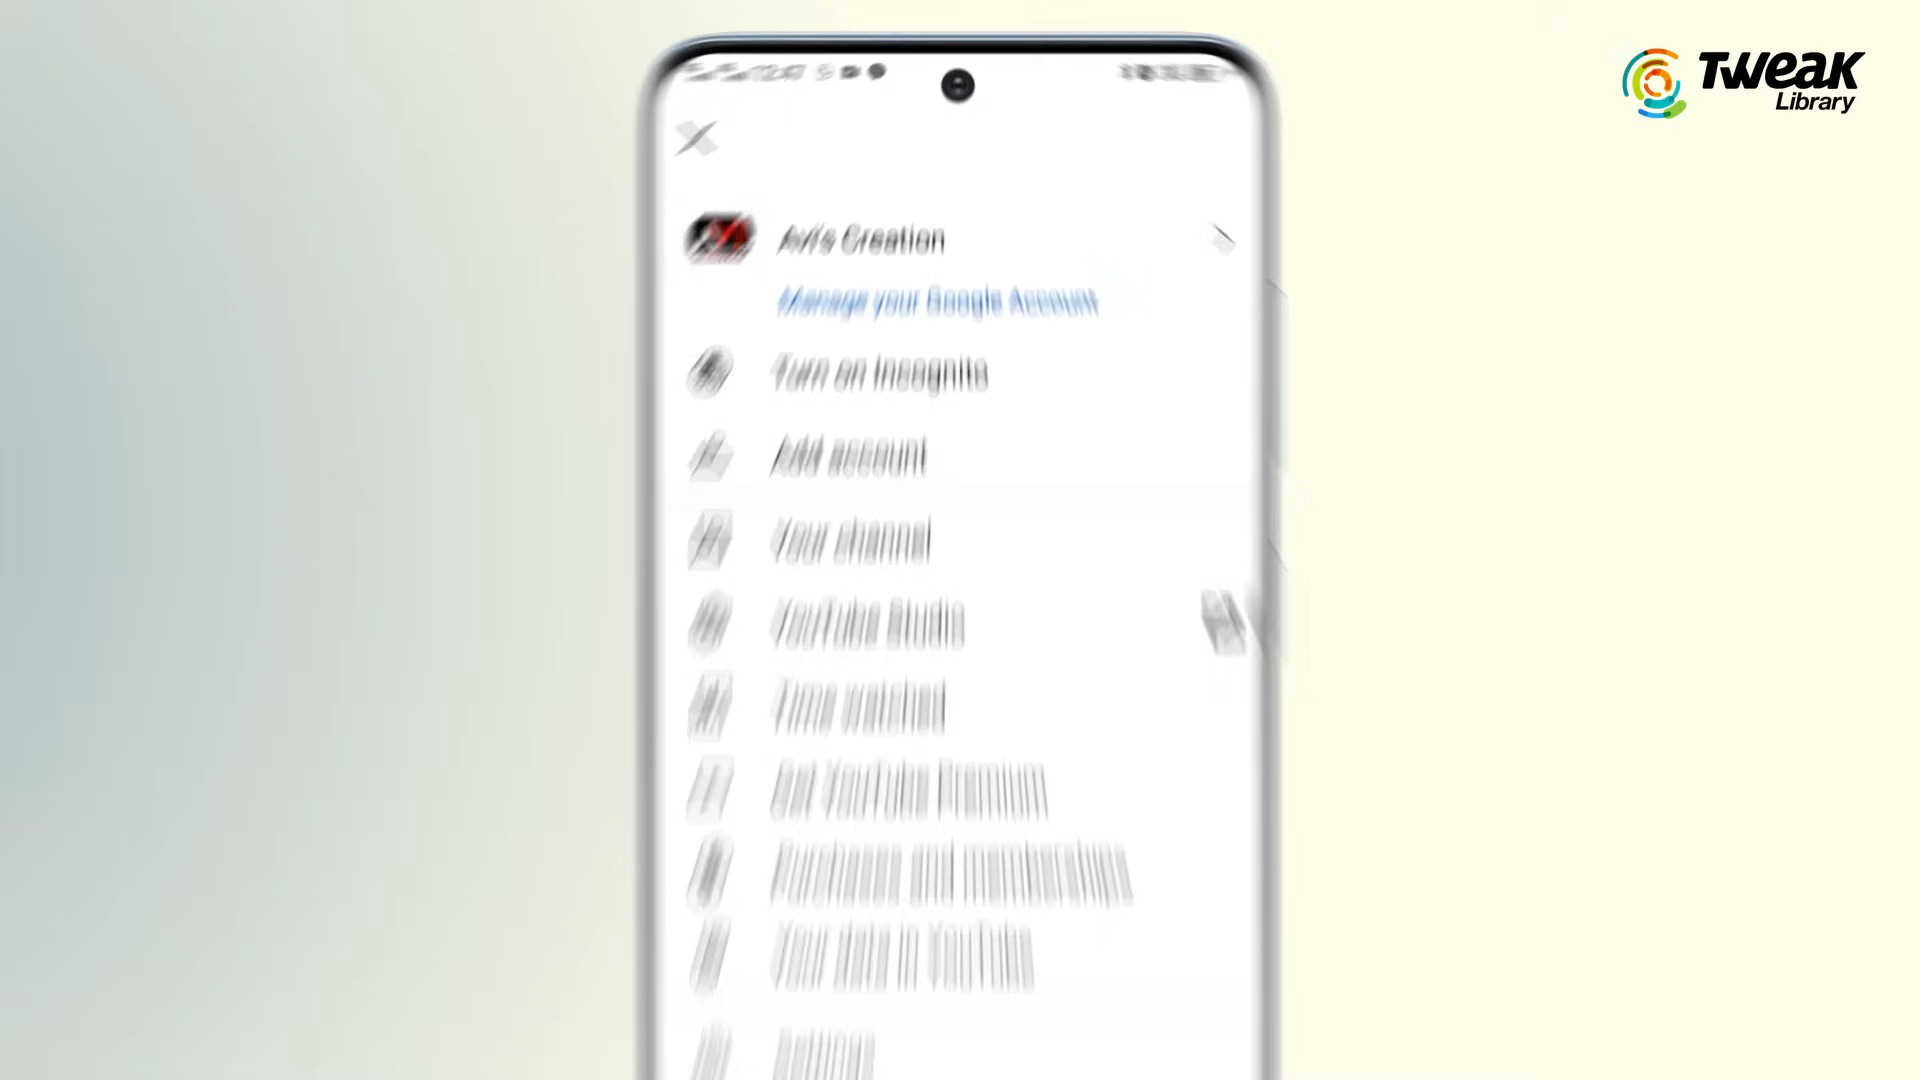 TWEAK
Library
Avi's Creation
Manage your Google Account
Turn on Incognito
Add account
Your channel
YouTube Studio
Time watched
Get YouTube Premium
Purchases and memberships
Your data in YouTube